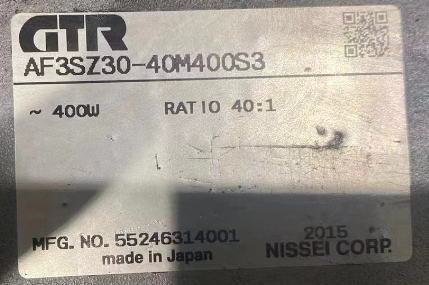 GTR
AF3SZ30-40M400S3
~ 400W RATIO 40:1
MFG. NO. 55246314001 2015
made in Japan NISSEI CORP.